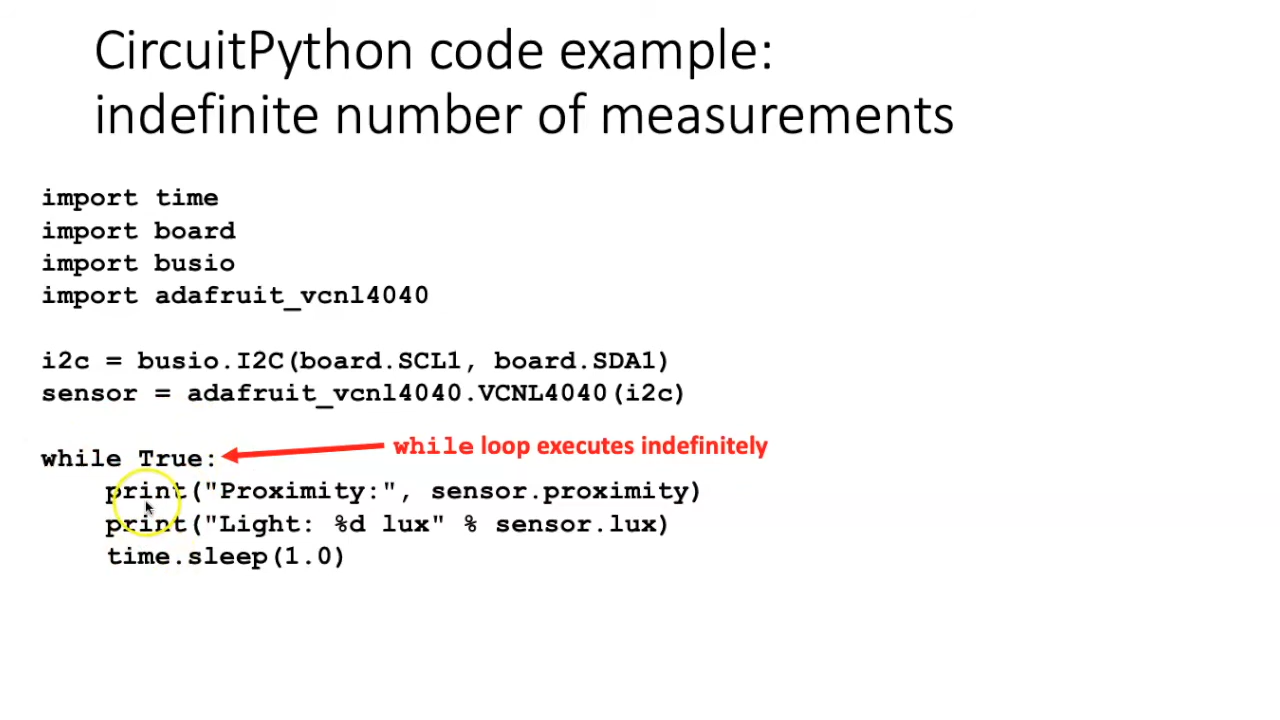 CircuitPython code example:
indefinite number of measurements
import time
import board
import busio
import adafruit_vcnl4040
i2c = busio.I2C(board.SCL1, board.SDA1)
sensor = adafruit_vcnl4040.VCNL4040(i2c)
while True:
while loop executes indefinitely
print("Proximity:", sensor.proximity)
print("Light: %d lux" % sensor.lux)
time.sleep(1.0)